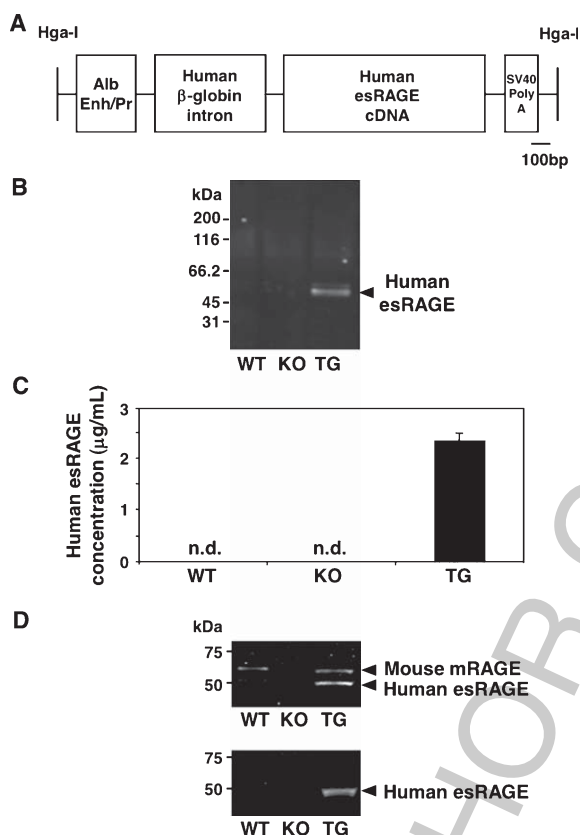 A
Hga-I
Hga-I
Alb
Enh/Pr
Human
β-globin
intron
Human
esRAGE
cDNA
SV40
Poly
A
100bp
B
kDa
200
116
66.2
45
31
Human
esRAGE
WT KO TG
C
Human esRAGE
concentration (μg/mL)
3
2
1
0
n.d.
n.d.
WT KO TG
D
kDa
75
50
Mouse mRAGE
Human esRAGE
WT KO TG
75
50
Human esRAGE
WT KO TG
HOR